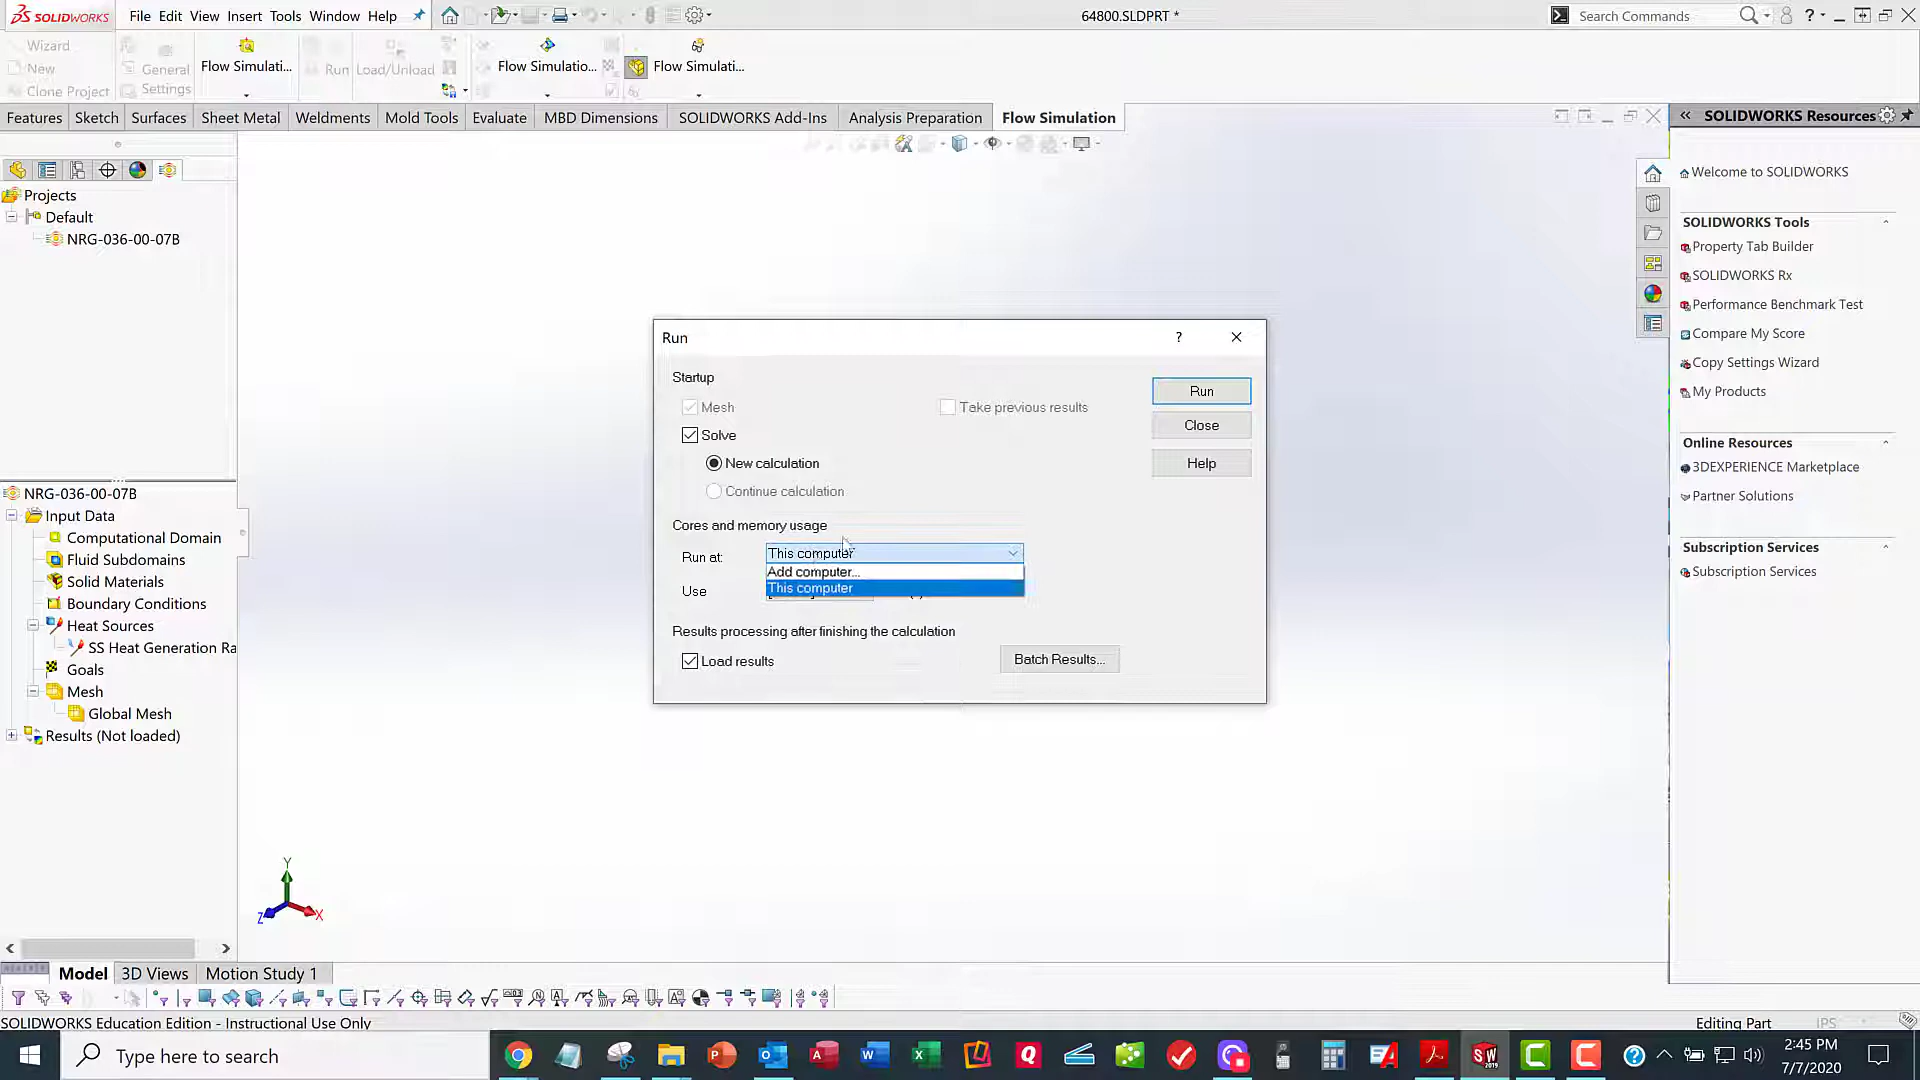 SOLIDWORKS
File Edit View Insert Tools Window Help
64800.SLDPRT *
Search Commands
Wizard
New
Clone Project
General
Settings
Flow Simulati...
Run
Load/Unload
Flow Simulatio...
Flow Simulati...
Features Sketch Surfaces Sheet Metal Weldments Mold Tools Evaluate MBD Dimensions SOLIDWORKS Add-Ins Analysis Preparation Flow Simulation
Projects
Default
NRG-036-00-07B
NRG-036-00-07B
Input Data
Computational Domain
Fluid Subdomains
Solid Materials
Boundary Conditions
Heat Sources
SS Heat Generation Ra
Goals
Mesh
Global Mesh
Results (Not loaded)
Run
?
Startup
Mesh
Take previous results
Solve
New calculation
Continue calculation
Run
Close
Help
Cores and memory usage
Run at:
This computer
Add computer...
This computer
Use
Results processing after finishing the calculation
Load results
Batch Results...
SOLIDWORKS Resources
Welcome to SOLIDWORKS
SOLIDWORKS Tools
Property Tab Builder
SOLIDWORKS Rx
Performance Benchmark Test
Compare My Score
Copy Settings Wizard
My Products
Online Resources
3DEXPERIENCE Marketplace
Partner Solutions
Subscription Services
Subscription Services
Y
Z
X
Model 3D Views Motion Study 1
SOLIDWORKS Education Edition - Instructional Use Only
Editing Part
IPS
Type here to search
2:45 PM
7/7/2020